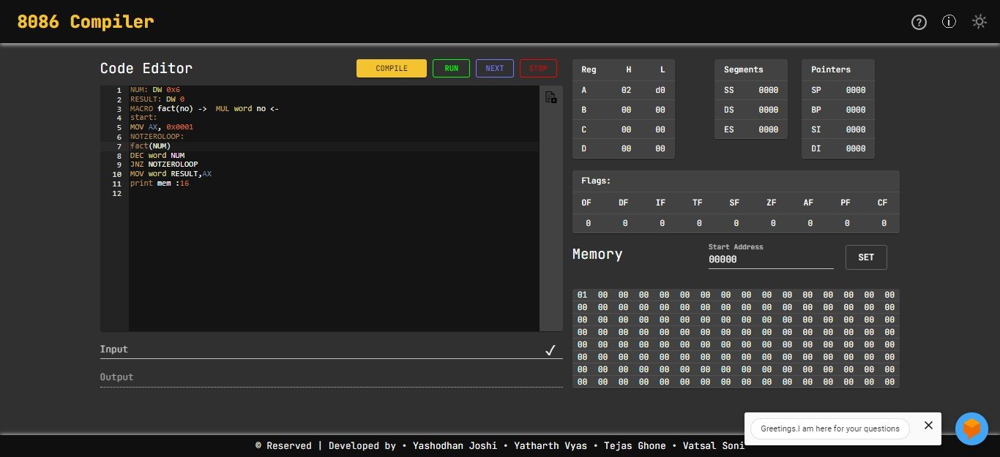 8086 Compiler
Code Editor
COMPILE RUN NEXT STOP
1 NUM: DW 0x6
2 RESULT: DW 0
3 MACRO fact(no) -> MUL word no <-
4 start:
5 MOV AX, 0x0001
6 NOTZEROLOOP:
7 fact(NUM)
8 DEC word NUM
9 JNZ NOTZEROLOOP
10 MOV word RESULT,AX
11 print mem :16
12
Input
Output
Reg H L
A 02 d0
B 00 00
C 00 00
D 00 00
Segments
SS 0000
DS 0000
ES 0000
Pointers
SP 0000
BP 0000
SI 0000
DI 0000
Flags:
OF DF IF TF SF ZF AF PF CF
0 0 0 0 0 0 0 0 0
Memory
Start Address
00000
SET
01 00 00 00 00 00 00 00 00 00 00 00 00 00 00 00
00 00 00 00 00 00 00 00 00 00 00 00 00 00 00 00
00 00 00 00 00 00 00 00 00 00 00 00 00 00 00 00
00 00 00 00 00 00 00 00 00 00 00 00 00 00 00 00
00 00 00 00 00 00 00 00 00 00 00 00 00 00 00 00
00 00 00 00 00 00 00 00 00 00 00 00 00 00 00 00
00 00 00 00 00 00 00 00 00 00 00 00 00 00 00 00
00 00 00 00 00 00 00 00 00 00 00 00 00 00 00 00
Greetings.I am here for your questions
© Reserved | Developed by • Yashodhan Joshi • Yatharth Vyas • Tejas Ghone • Vatsal Soni